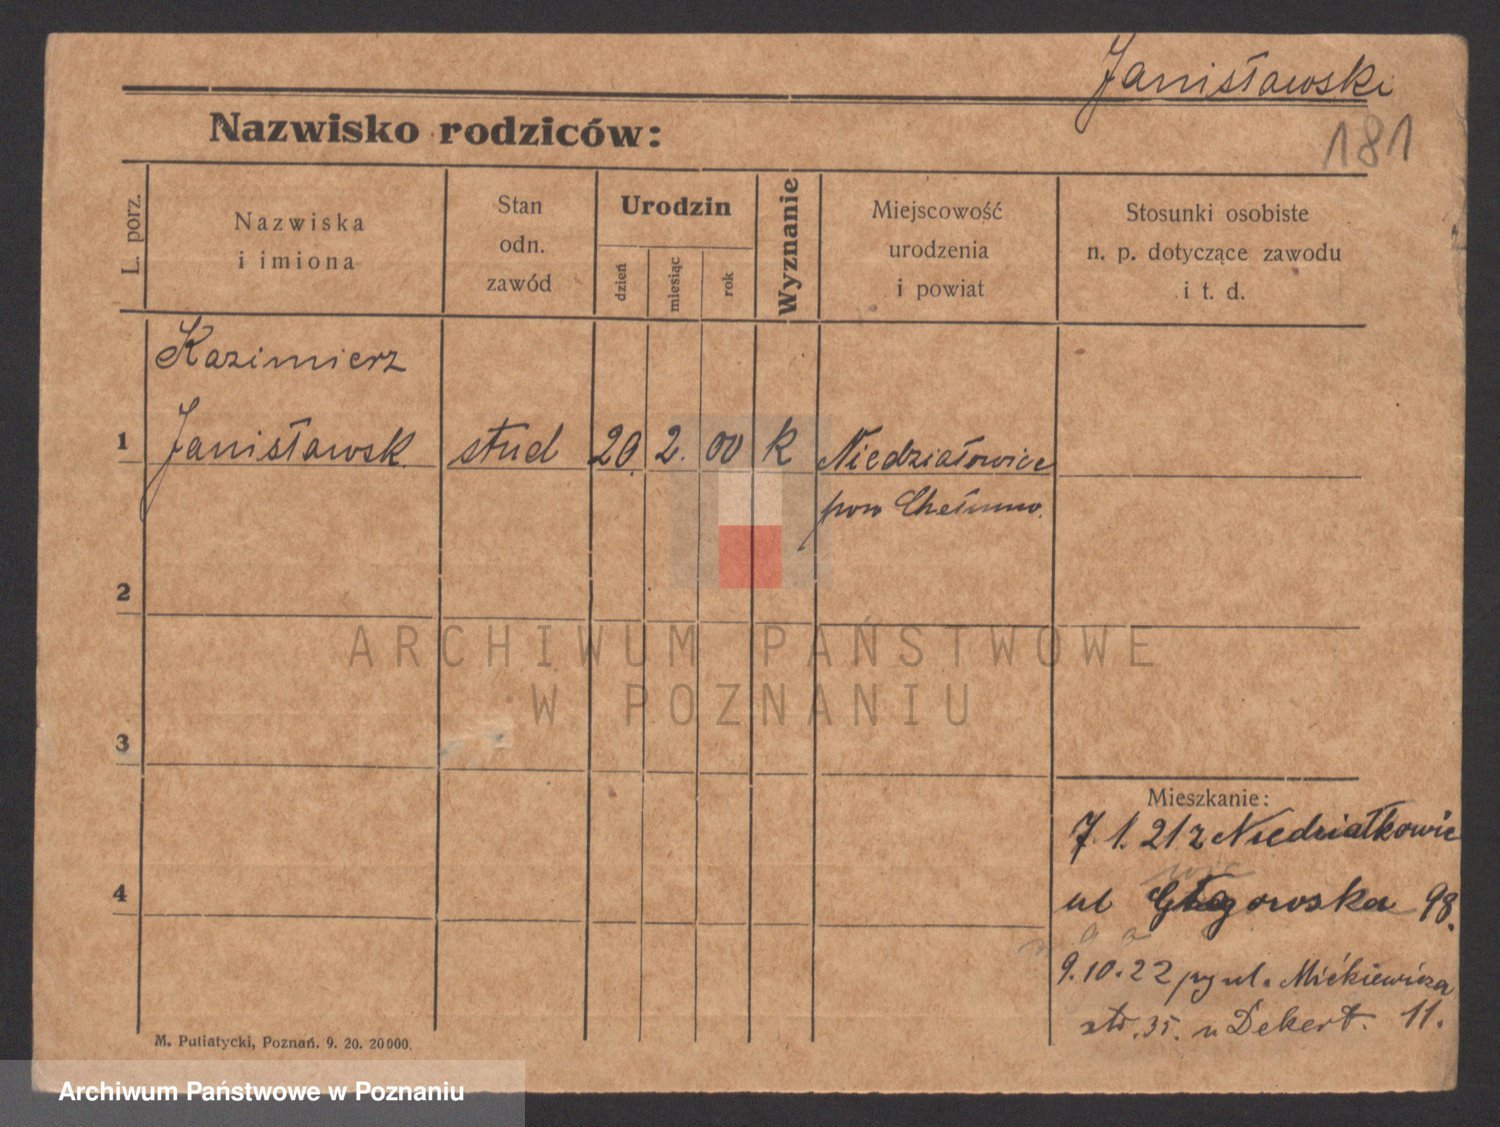 Janisławski
181
Nazwisko rodziców:
L. porz.
Nazwiska
i imiona
Stan
odn.
zawód
Urodzin
dzień
miesiąc
rok
Wyznanie
Miejscowość
urodzenia
i powiat
Stosunki osobiste
n. p. dotyczące zawodu
i t. d.
Kazimierz
1 Janisławsk. stud 20. 2. 00 k Niedziałowice
pow Chełmno.
2
3
4
Mieszkanie:
7. 1. 21 z Niedziałkowic
ul Głogowska 98.
9.10.22 ul. Mickiewicza
str. 35. u Dekert. 11.
M. Putiatycki, Poznań. 9. 20. 20000.
ARCHIWUM PAŃSTWOWE
W POZNANIU
Archiwum Państwowe w Poznaniu